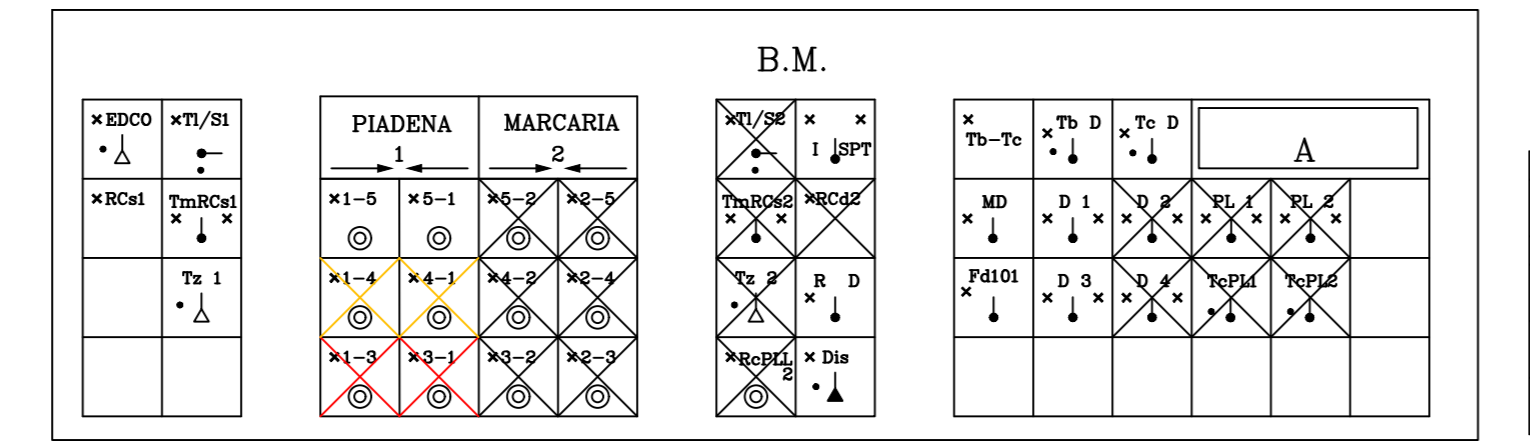 B.M.
EDCO
Tl/S1
RCs1
TmRCs1
Tz 1
PIADENA
1
MARCARIA
2
1-5
5-1
5-2
2-5
1-4
4-1
4-2
2-4
1-3
3-1
3-2
2-3
Tl/S2
I SPT
TmRCs2
RCd2
Tz 2
R D
RcPLL
2
Dis
Tb-Tc
Tb D
Tc D
A
MD
D 1
D 2
PL 1
PL 2
Fd101
D 3
D 4
TcPL1
TcPL2